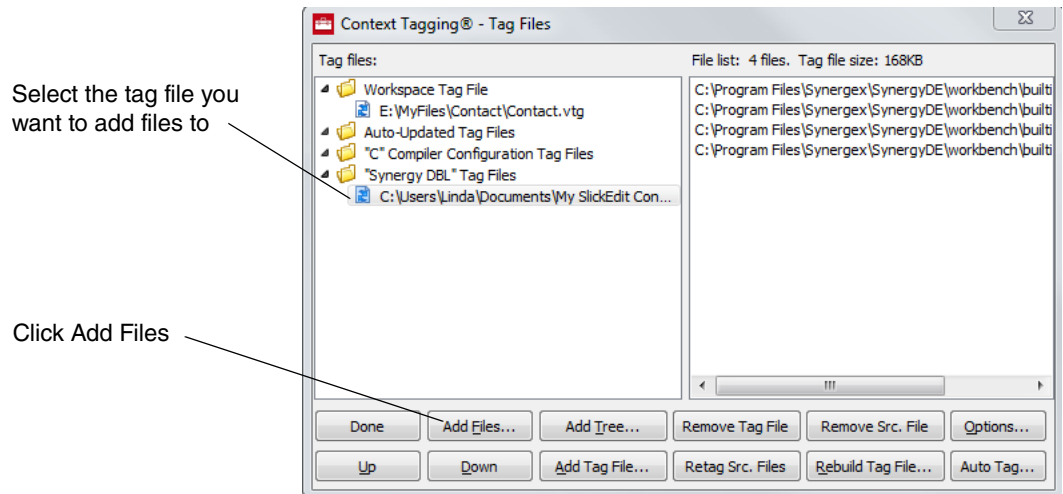 Context Tagging® - Tag Files
Tag files:
File list: 4 files. Tag file size: 168KB
Select the tag file you
want to add files to
Workspace Tag File
E:\MyFiles\Contact\Contact.vtg
Auto-Updated Tag Files
"C" Compiler Configuration Tag Files
"Synergy DBL" Tag Files
C:\Users\Linda\Documents\My SlickEdit Con...
C:\Program Files\Synergex\SynergyDE\workbench\builti
C:\Program Files\Synergex\SynergyDE\workbench\builti
C:\Program Files\Synergex\SynergyDE\workbench\builti
C:\Program Files\Synergex\SynergyDE\workbench\builti
Click Add Files
Done
Add Files...
Add Tree...
Remove Tag File
Remove Src. File
Options...
Up
Down
Add Tag File...
Retag Src. Files
Rebuild Tag File...
Auto Tag...